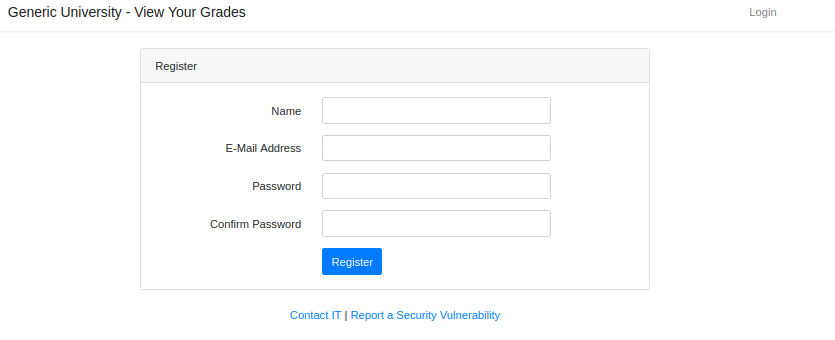 Generic University - View Your Grades
Login
Register
Name
E-Mail Address
Password
Confirm Password
Register
Contact IT | Report a Security Vulnerability